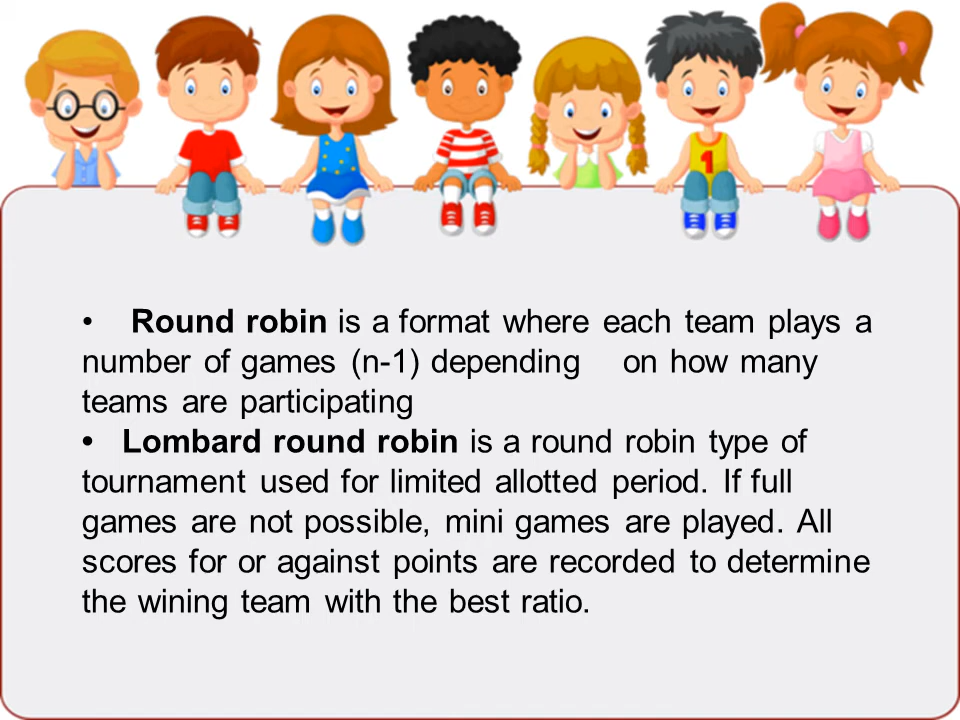 • Round robin is a format where each team plays a
number of games (n-1) depending on how many
teams are participating
• Lombard round robin is a round robin type of
tournament used for limited allotted period. If full
games are not possible, mini games are played. All
scores for or against points are recorded to determine
the wining team with the best ratio.
1